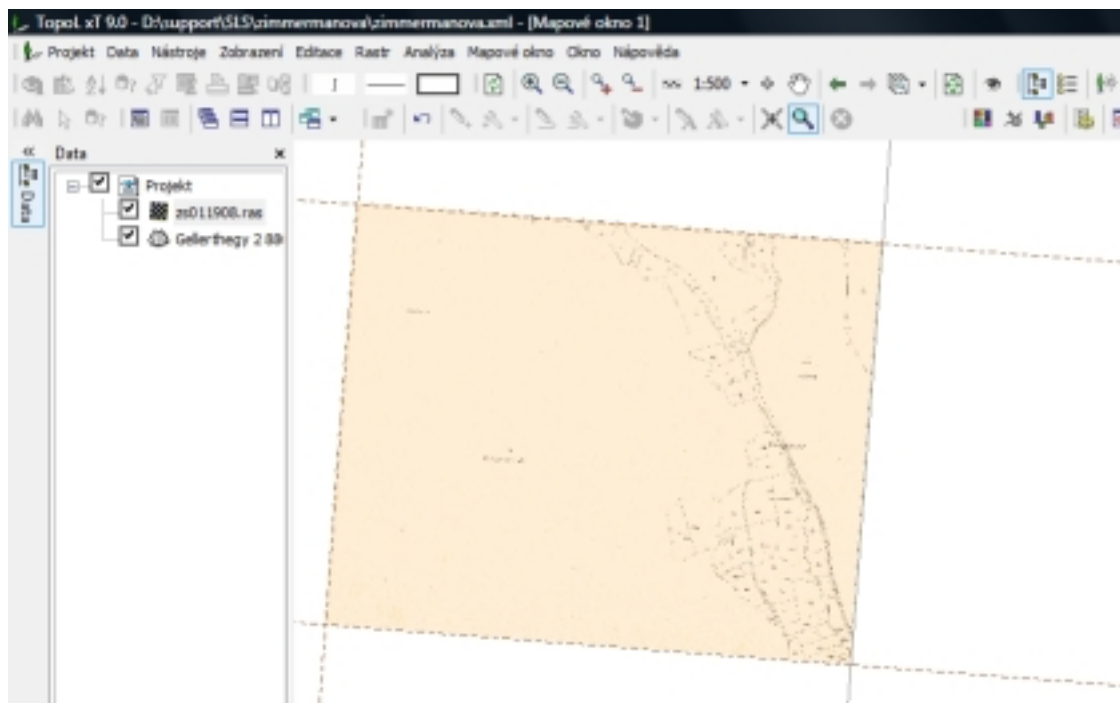 TopoL xT 9.0 - D:\support\SLS\zimmermanova\zimmermanova.xml - [Mapové okno 1]
Projekt Data Nástroje Zobrazení Editace Rastr Analýza Mapové okno Okno Nápověda
1:500
Data
Data
Projekt
zs011908.ras
Gellerthegy 2 88